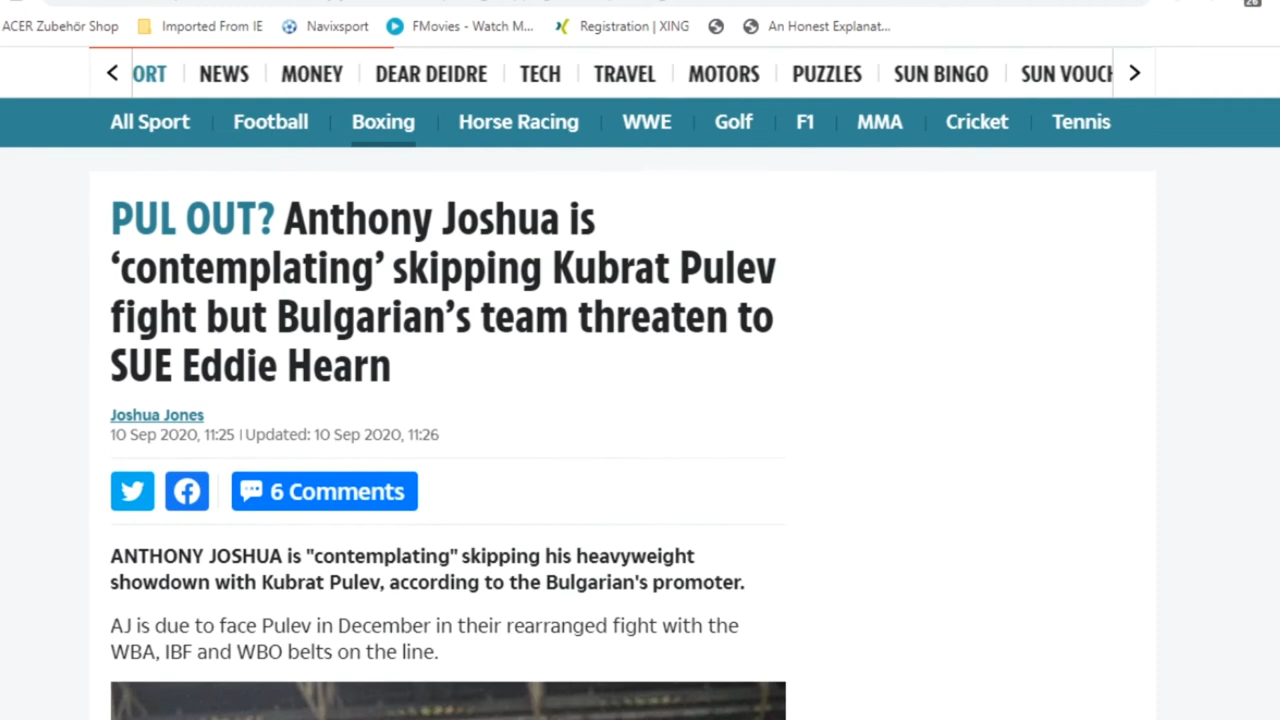 26
ACER Zubehör Shop Imported From IE Navixsport FMovies - Watch M... Registration | XING An Honest Explanat...
ORT NEWS MONEY DEAR DEIDRE TECH TRAVEL MOTORS PUZZLES SUN BINGO SUN VOUCH
All Sport Football Boxing Horse Racing WWE Golf F1 MMA Cricket Tennis
PUL OUT? Anthony Joshua is
‘contemplating’ skipping Kubrat Pulev
fight but Bulgarian’s team threaten to
SUE Eddie Hearn
Joshua Jones
10 Sep 2020, 11:25 | Updated: 10 Sep 2020, 11:26
6 Comments
ANTHONY JOSHUA is "contemplating" skipping his heavyweight
showdown with Kubrat Pulev, according to the Bulgarian's promoter.
AJ is due to face Pulev in December in their rearranged fight with the
WBA, IBF and WBO belts on the line.